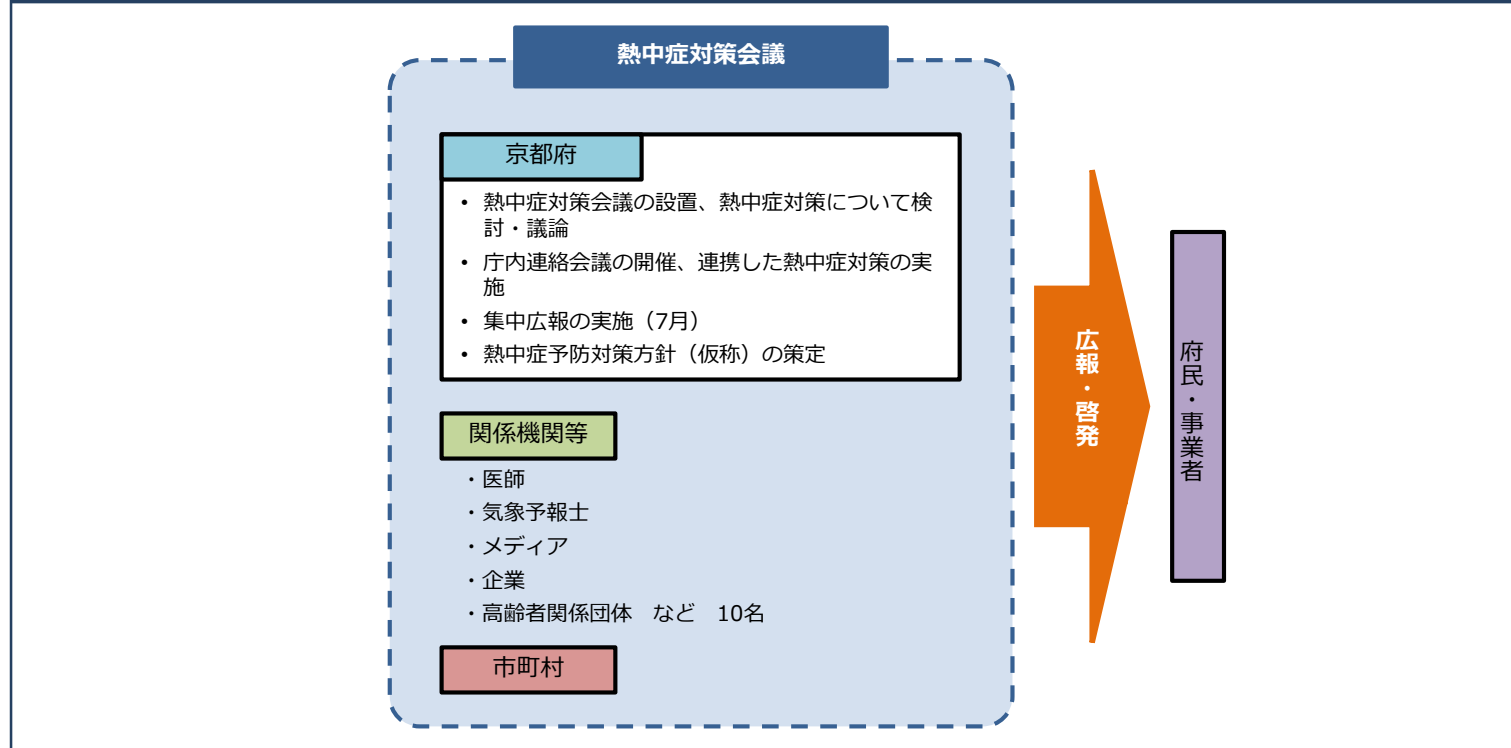 熱中症対策会議
京都府
• 熱中症対策会議の設置、熱中症対策について検
討・議論
• 庁内連絡会議の開催、連携した熱中症対策の実
施
• 集中広報の実施（7月）
• 熱中症予防対策方針（仮称）の策定
関係機関等
・医師
・気象予報士
・メディア
・企業
・高齢者関係団体　など　10名
市町村
広報・啓発
府民・事業者